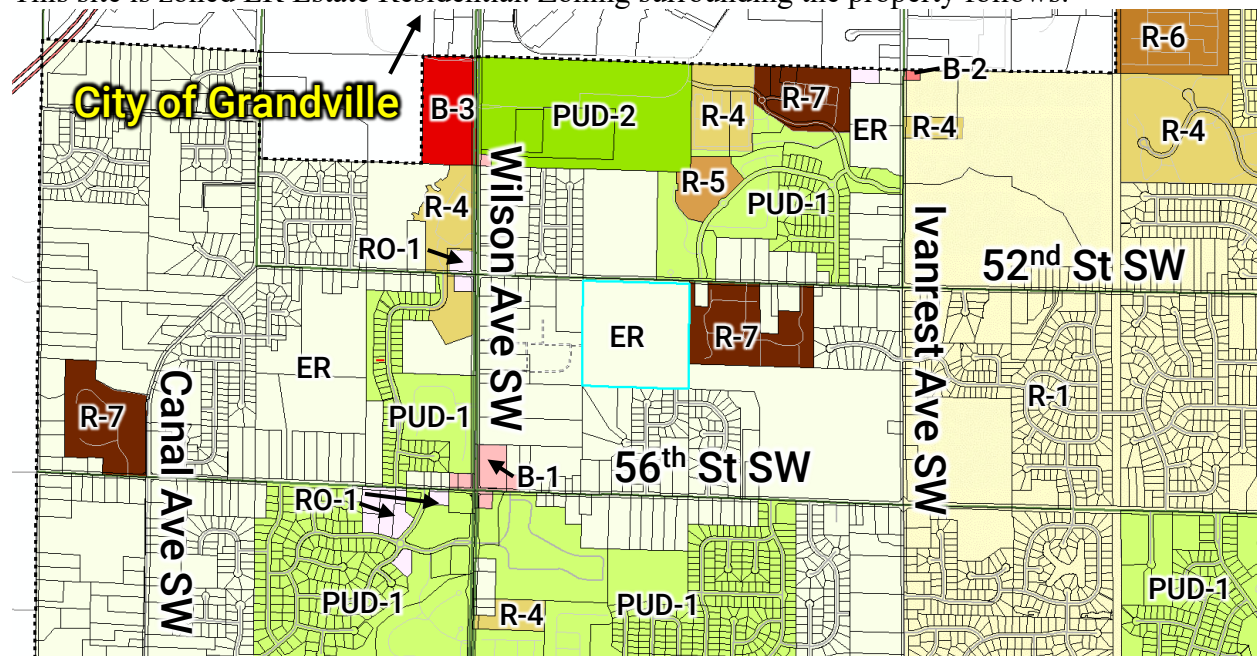 This site is zoned ER Estate Residential. Zoning surrounding the property follows:
R-6
B-2
City of Grandville
B-3
PUD-2
R-4
R-7
ER
R-4
R-4
R-5
R-4
PUD-1
RO-1
Wilson Ave SW
Ivanrest Ave SW
52nd St SW
ER
R-7
ER
R-7
Canal Ave SW
PUD-1
R-1
B-1
56th St SW
RO-1
PUD-1
R-4
PUD-1
PUD-1